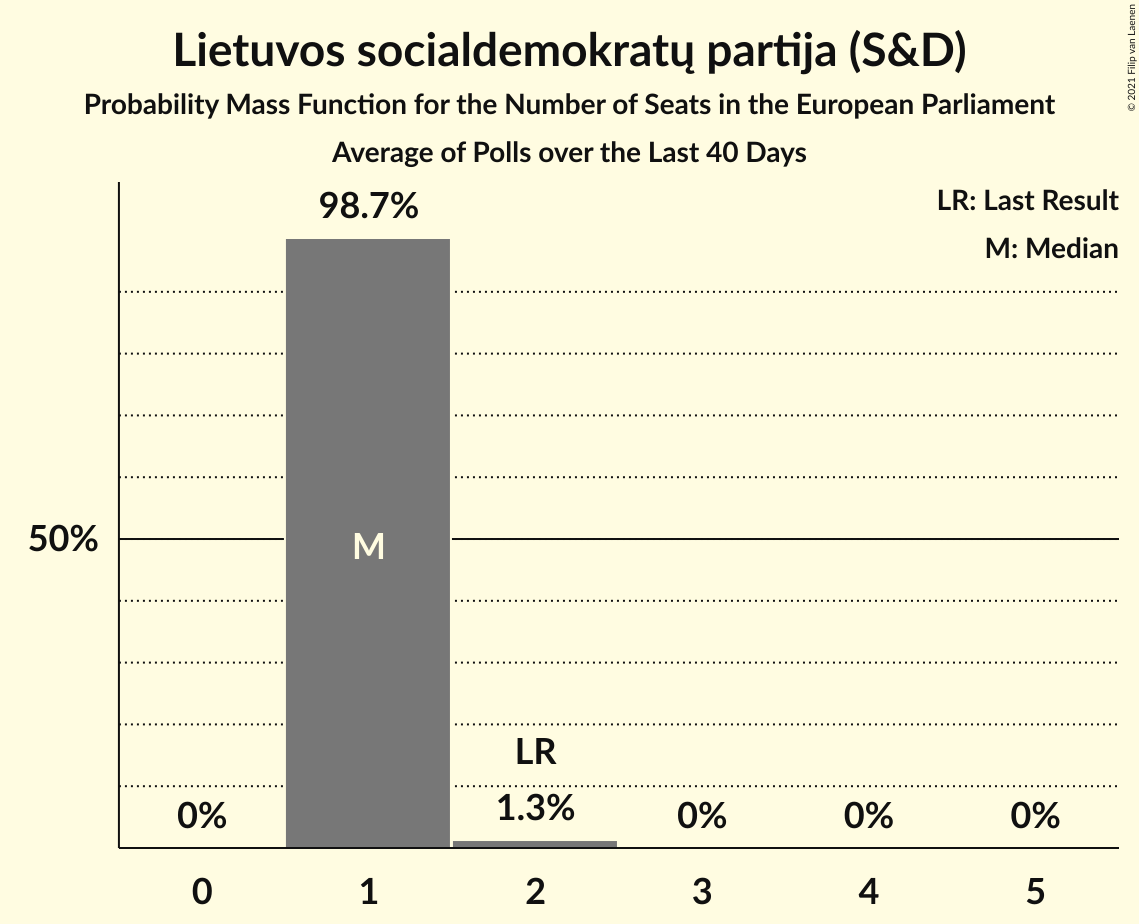 Lietuvos socialdemokratų partija (S&D)
Probability Mass Function for the Number of Seats in the European Parliament
Average of Polls over the Last 40 Days
© 2021 Filip van Laenen
LR: Last Result
M: Median
98.7%
50%
M
LR
0%
1.3%
0%
0%
0%
0
1
2
3
4
5